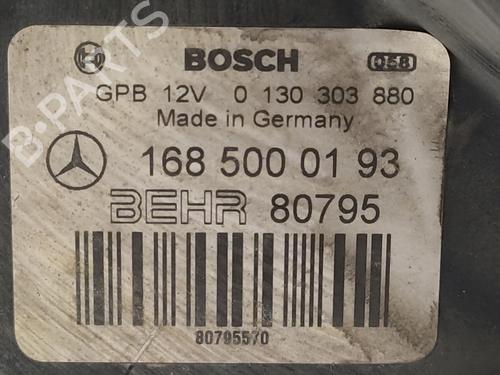 BOSCH 058
GPB 12V 0 130 303 880
Made in Germany
168 500 01 93
BEHR 80795
80795570
B-PARTS